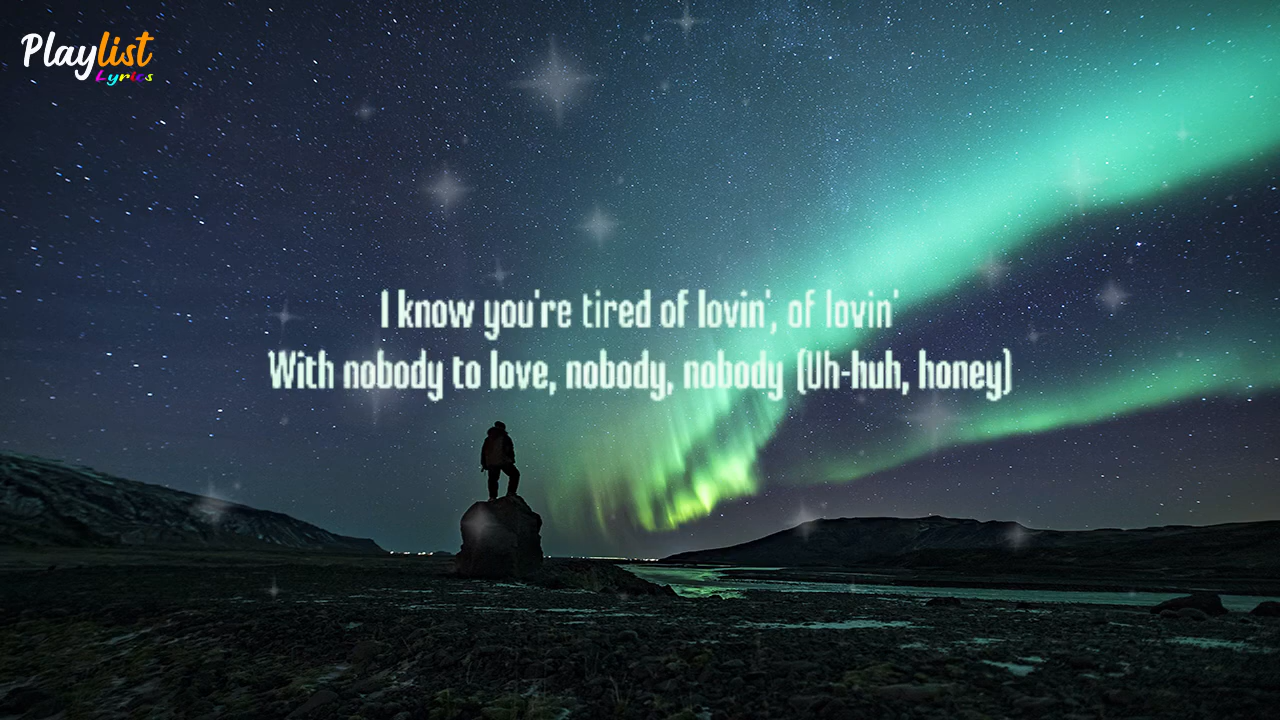 Playlist
Lyrics
I know you're tired of lovin', of lovin'
With nobody to love, nobody, nobody (Uh-huh, honey)